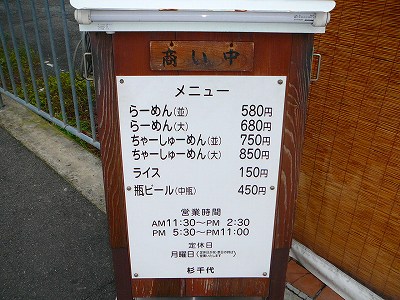 商い中
メニュー
らーめん(並) 580円
らーめん(大) 680円
ちゃーしゅーめん(並) 750円
ちゃーしゅーめん(大) 850円
ライス 150円
瓶ビール(中瓶) 450円
営業時間
AM 11:30〜PM 2:30
PM 5:30〜PM11:00
定休日
月曜日
杉千代